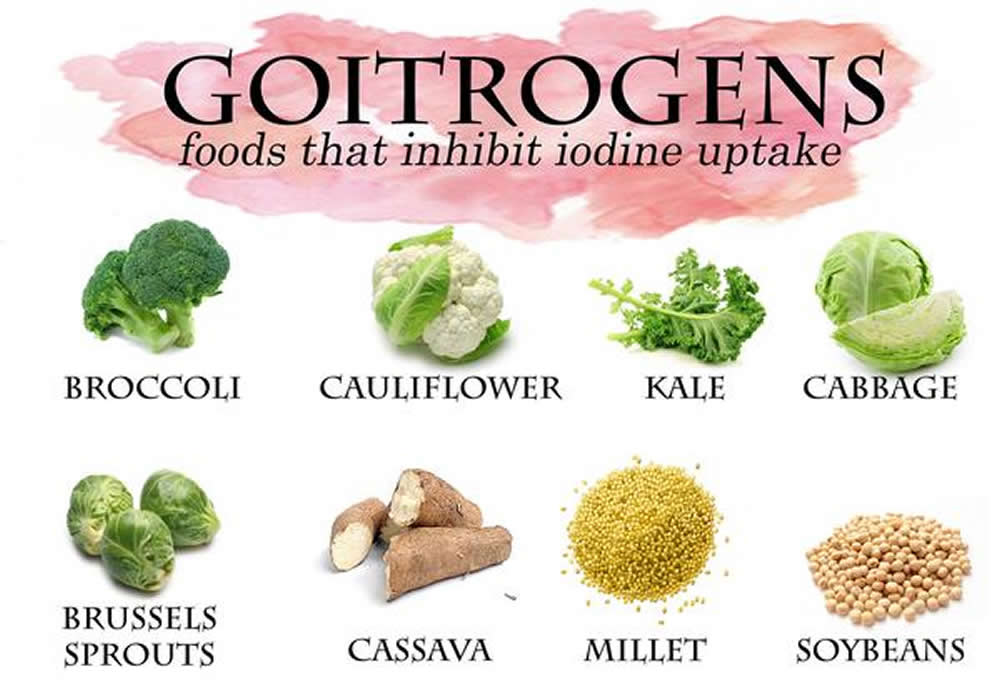 GOITROGENS
foods that inhibit iodine uptake
BROCCOLI
CAULIFLOWER
KALE
CABBAGE
BRUSSELS
SPROUTS
CASSAVA
MILLET
SOYBEANS